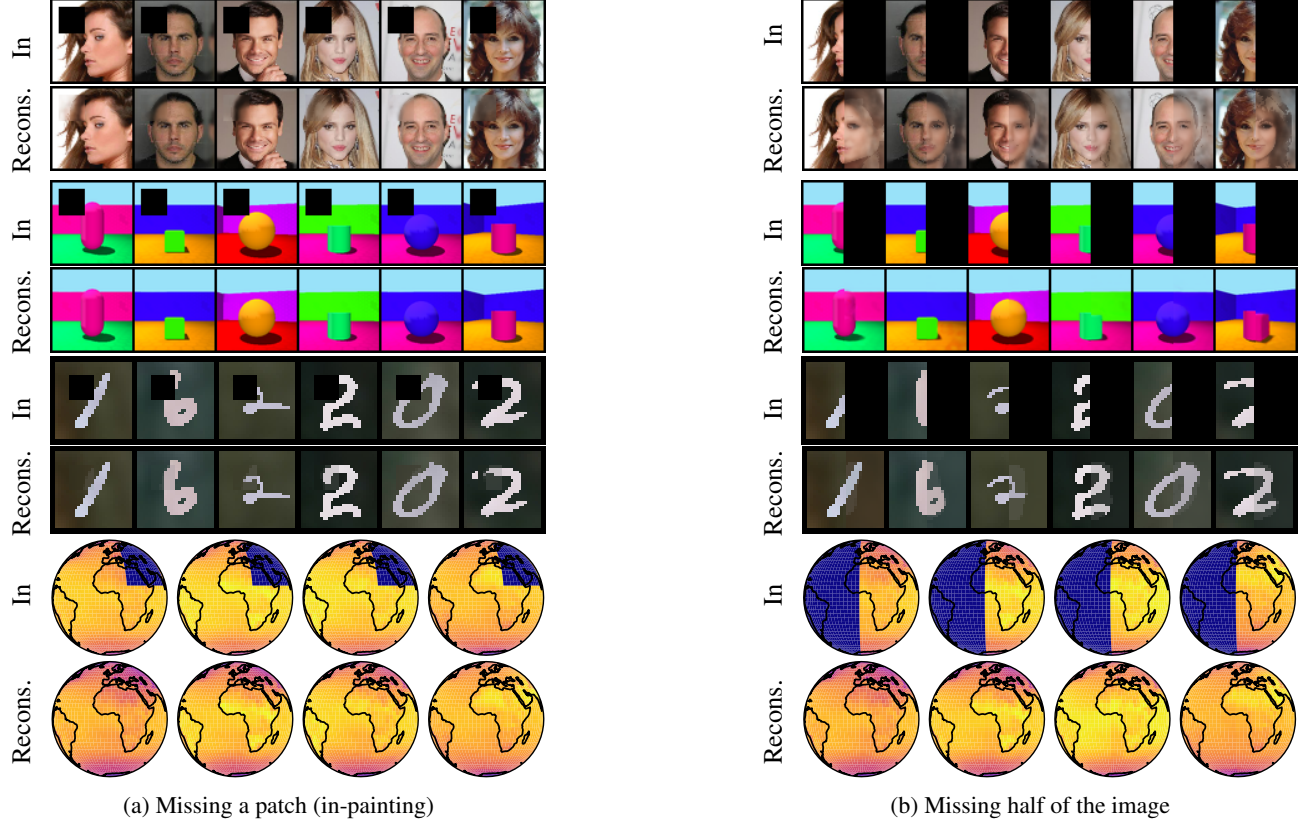 In
Recons.
In
Recons.
In
Recons.
In
Recons.
(a) Missing a patch (in-painting)
In
Recons.
In
Recons.
In
Recons.
In
Recons.
(b) Missing half of the image